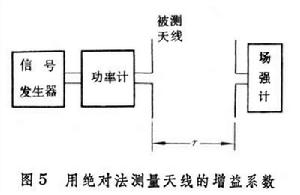 被测
天线
信号
发生器
功率计
场
强
计
r
图5 用绝对法测量天线的增益系数